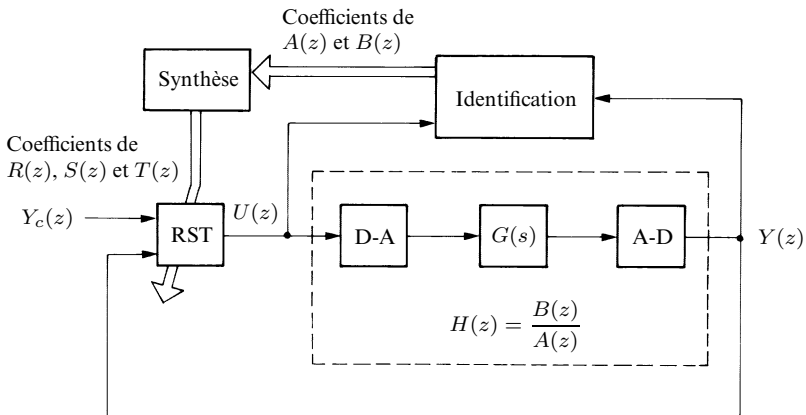 Coefficients de
A(z) et B(z)
Synthèse
Identification
Coefficients de
R(z), S(z) et T(z)
Y_c(z)
RST
U(z)
D-A
G(s)
A-D
Y(z)
H(z) = B(z)/A(z)